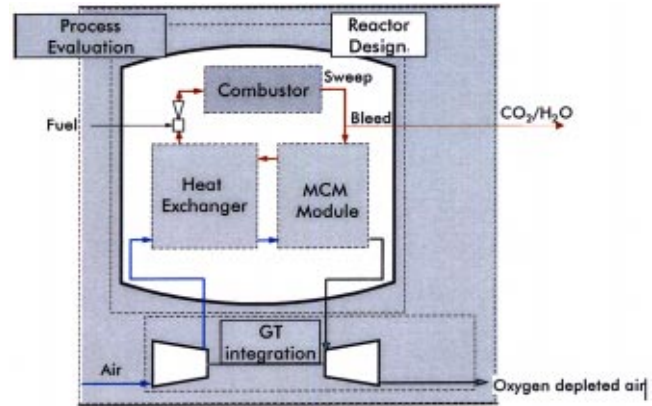 Process
Evaluation
Reactor
Design
Combustor
Sweep
Bleed
Fuel
CO₂/H₂O
Heat
Exchanger
MCM
Module
GT
integration
Air
Oxygen depleted air